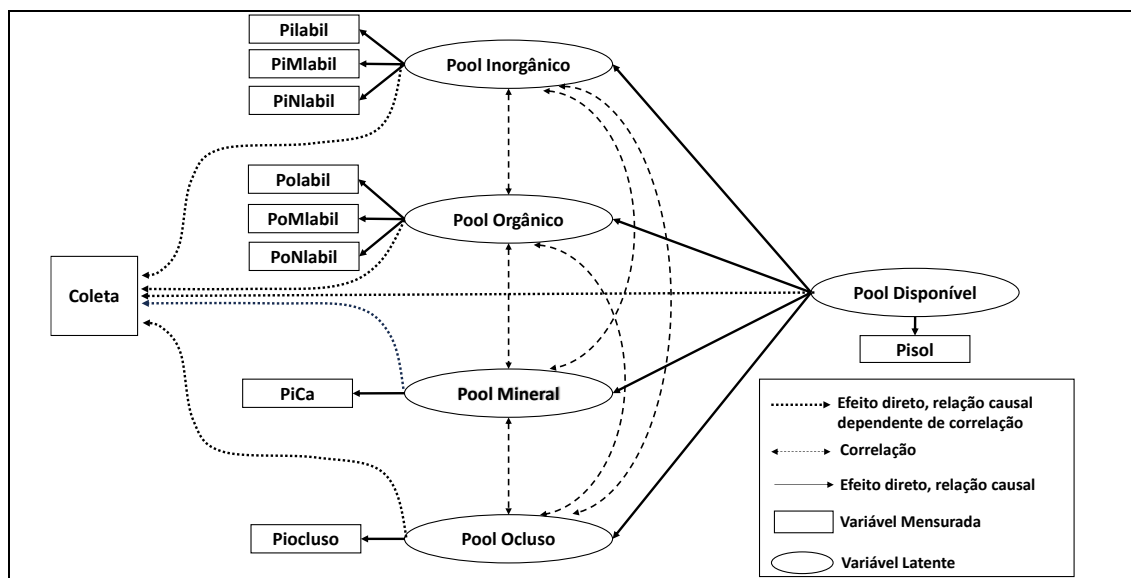 Pilabil
PiMlabil
PiNlabil
Pool Inorgânico
Polabil
PoMlabil
PoNlabil
Pool Orgânico
Coleta
Pool Disponível
Pisol
PiCa
Pool Mineral
Piocluso
Pool Ocluso
Efeito direto, relação causal
dependente de correlação
Correlação
Efeito direto, relação causal
Variável Mensurada
Variável Latente